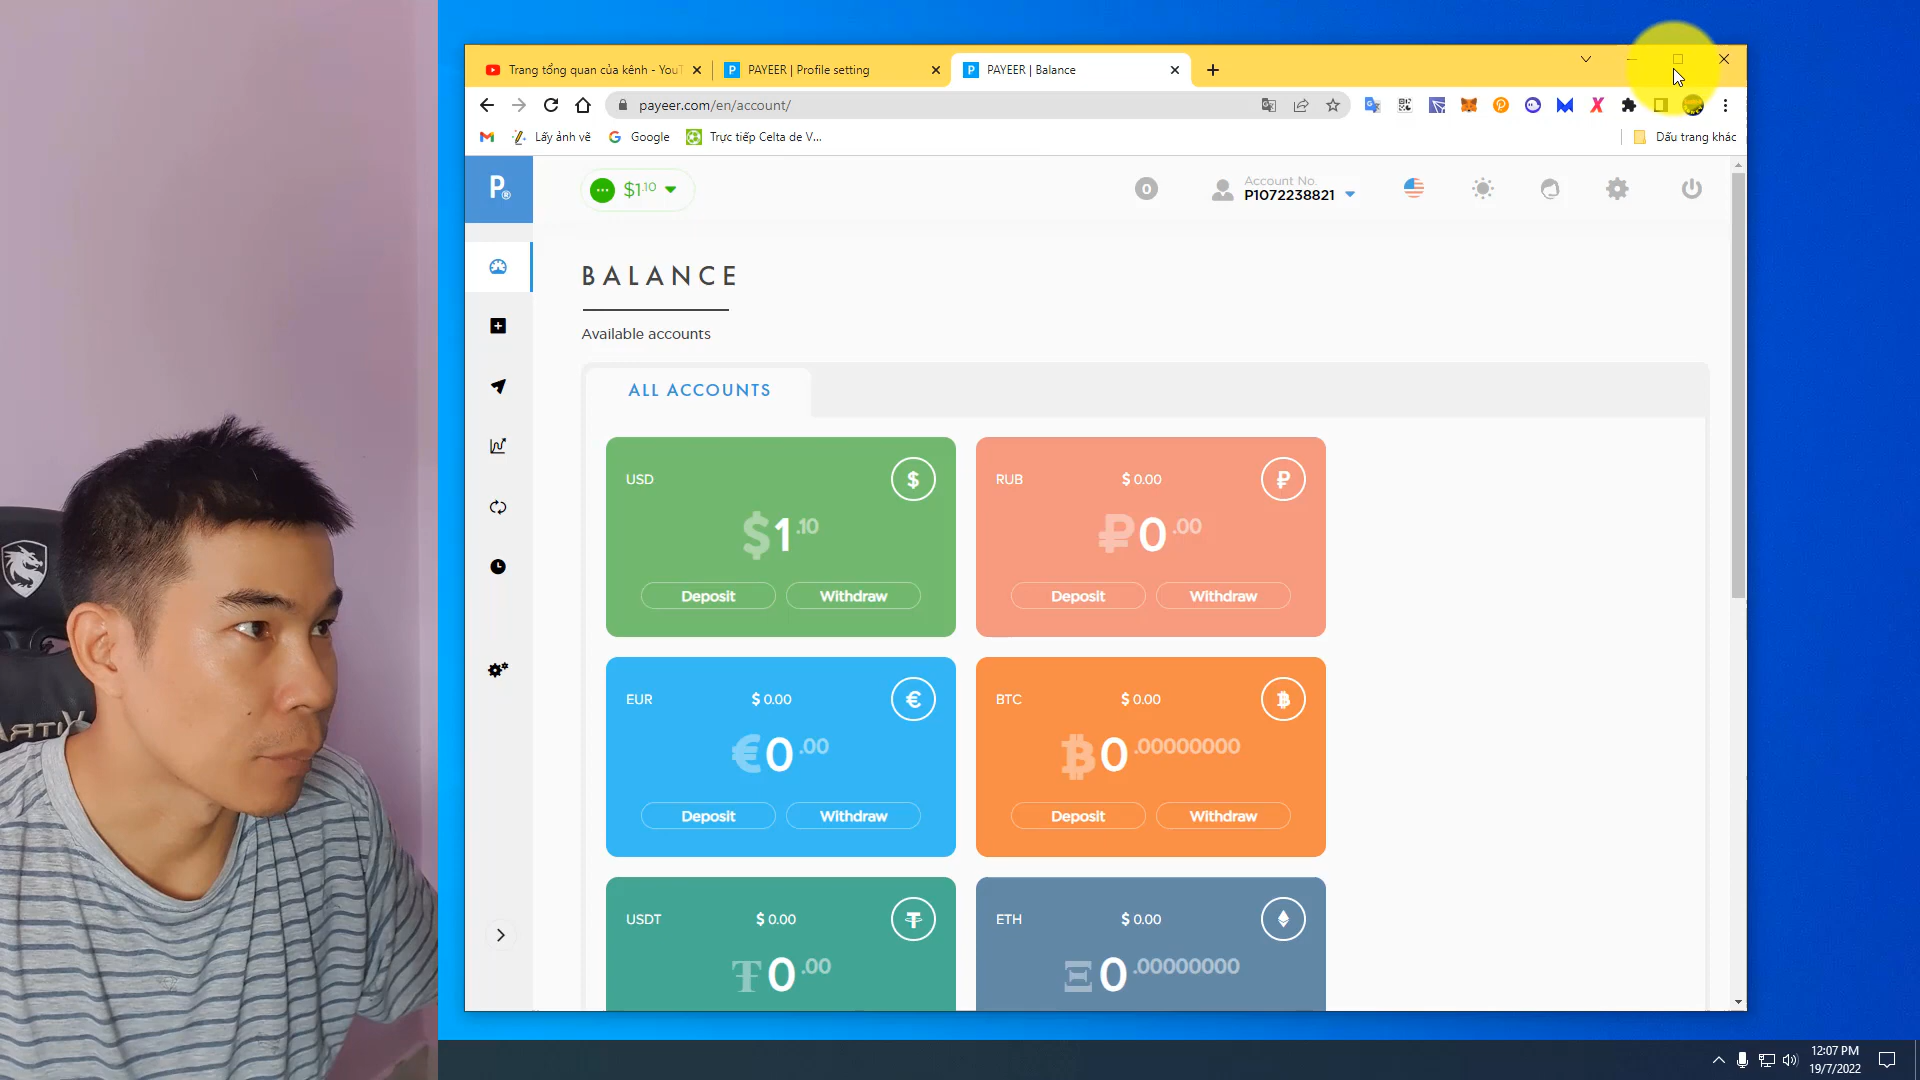 Trang tổng quan của kênh - YouT
PAYEER | Profile setting
PAYEER | Balance
payeer.com/en/account/
Lấy ảnh vẽ
Google
Trực tiếp Celta de V...
Dấu trang khác
P®
$1.10
0
Account No.
P1072238821
BALANCE
Available accounts
ALL ACCOUNTS
USD
$
$1.10
Deposit
Withdraw
RUB
$ 0.00
₽
₽0.00
Deposit
Withdraw
EUR
$ 0.00
€
€0.00
Deposit
Withdraw
BTC
$ 0.00
₿
₿0.00000000
Deposit
Withdraw
USDT
$ 0.00
₮0.00
ETH
$ 0.00
Ξ0.00000000
12:07 PM
19/7/2022